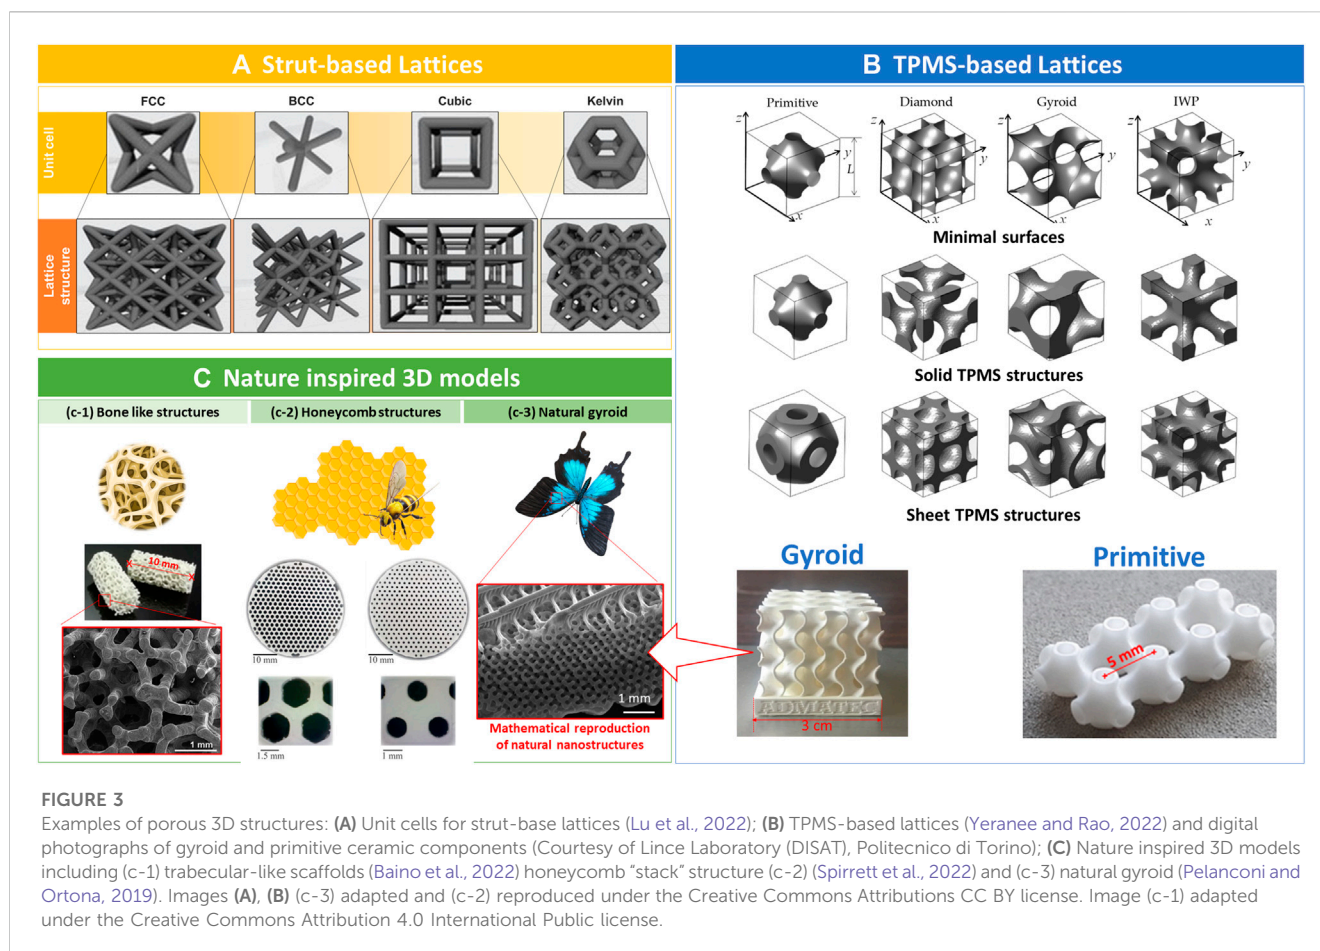 A Strut-based Lattices
FCC
BCC
Cubic
Kelvin
Unit cell
Lattice
structure
B TPMS-based Lattices
Primitive
Diamond
Gyroid
IWP
z
y
L
x
z
y
x
z
y
x
z
y
x
Minimal surfaces
Solid TPMS structures
Sheet TPMS structures
Gyroid
Primitive
ADMATEC
3 cm
5 mm
C Nature inspired 3D models
(c-1) Bone like structures
(c-2) Honeycomb structures
(c-3) Natural gyroid
10 mm
1 mm
10 mm
10 mm
1.5 mm
1 mm
1 mm
Mathematical reproduction
of natural nanostructures
FIGURE 3
Examples of porous 3D structures: (A) Unit cells for strut-base lattices (Lu et al., 2022); (B) TPMS-based lattices (Yeranee and Rao, 2022) and digital
photographs of gyroid and primitive ceramic components (Courtesy of Lince Laboratory (DISAT), Politecnico di Torino); (C) Nature inspired 3D models
including (c-1) trabecular-like scaffolds (Baino et al., 2022) honeycomb “stack” structure (c-2) (Spirrett et al., 2022) and (c-3) natural gyroid (Pelanconi and
Ortona, 2019). Images (A), (B) (c-3) adapted and (c-2) reproduced under the Creative Commons Attributions CC BY license. Image (c-1) adapted
under the Creative Commons Attribution 4.0 International Public license.